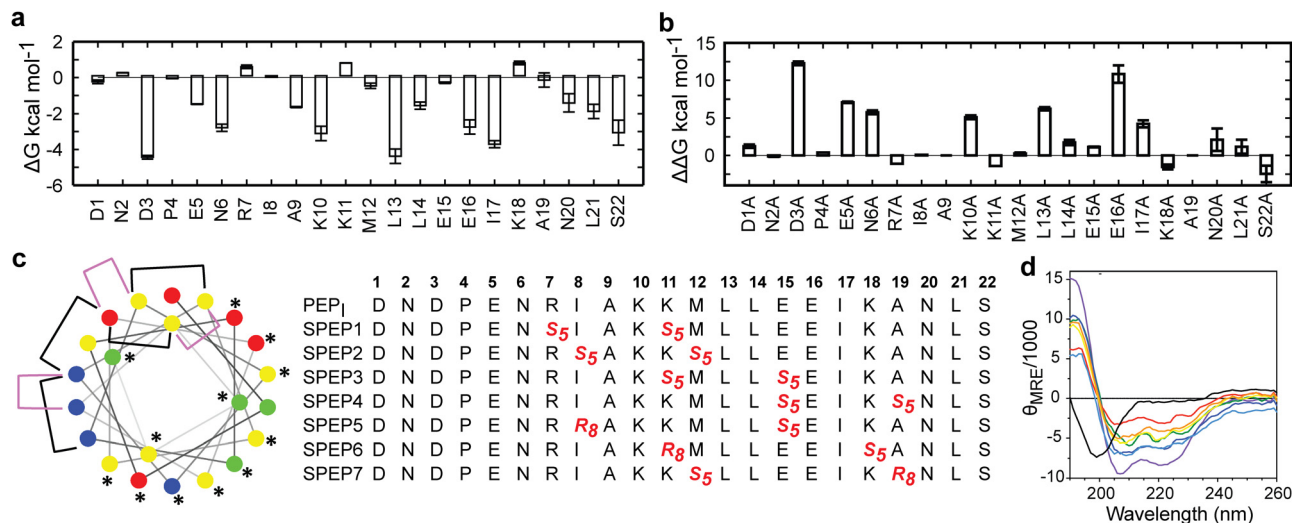 a
ΔG kcal mol-1
2
0
-2
-4
-6
D1 N2 D3 P4 E5 N6 R7 I8 A9 K10 K11 M12 L13 L14 E15 E16 I17 K18 A19 N20 L21 S22
b
ΔΔG kcal mol-1
15
10
5
0
D1A N2A D3A P4A E5A N6A R7A I8A A9 K10A K11A M12A L13A L14A E15A E16A I17A K18A A19 N20A L21A S22A
c
* * * * * * * * * * * *
1 2 3 4 5 6 7 8 9 10 11 12 13 14 15 16 17 18 19 20 21 22
PEPI D N D P E N R I A K K M L L E E I K A N L S
SPEP1 D N D P E N S5 I A K S5 M L L E E I K A N L S
SPEP2 D N D P E N R S5 A K K S5 L L E E I K A N L S
SPEP3 D N D P E N R I A K S5 M L L S5 E I K A N L S
SPEP4 D N D P E N R I A K K M L L S5 E I K S5 N L S
SPEP5 D N D P E N R R8 A K K M L L S5 E I K A N L S
SPEP6 D N D P E N R I A K R8 M L L E E I S5 A N L S
SPEP7 D N D P E N R I A K K S5 L L E E I K R8 N L S
d
θMRE/1000
15
10
5
0
-5
-10
200 220 240 260
Wavelength (nm)